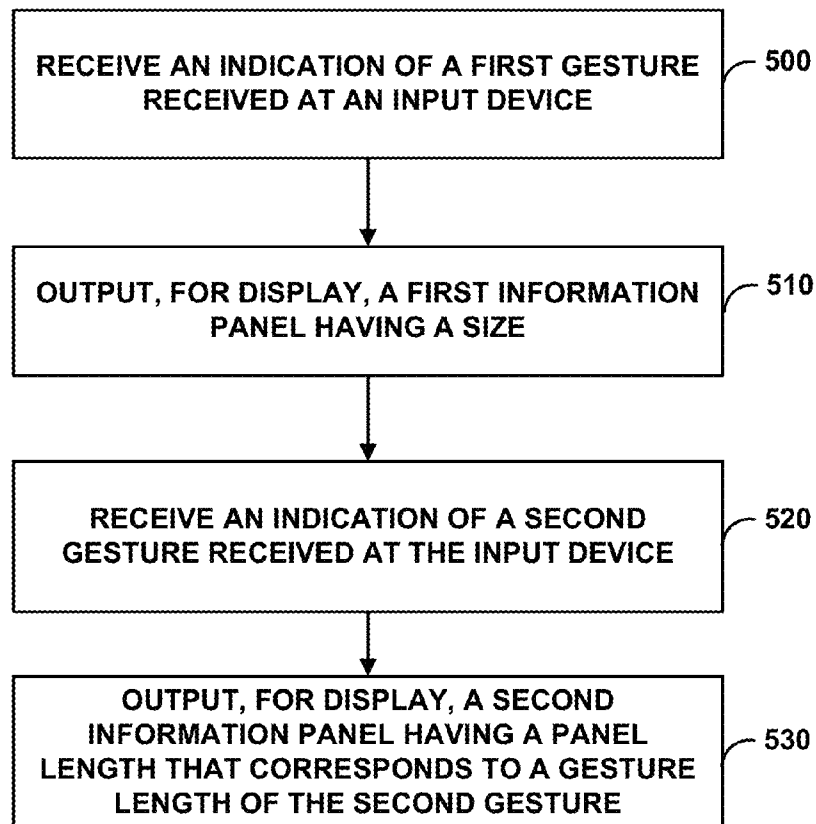 RECEIVE AN INDICATION OF A FIRST GESTURE
RECEIVED AT AN INPUT DEVICE
500
OUTPUT, FOR DISPLAY, A FIRST INFORMATION
PANEL HAVING A SIZE
510
RECEIVE AN INDICATION OF A SECOND
GESTURE RECEIVED AT THE INPUT DEVICE
520
OUTPUT, FOR DISPLAY, A SECOND
INFORMATION PANEL HAVING A PANEL
LENGTH THAT CORRESPONDS TO A GESTURE
LENGTH OF THE SECOND GESTURE
530